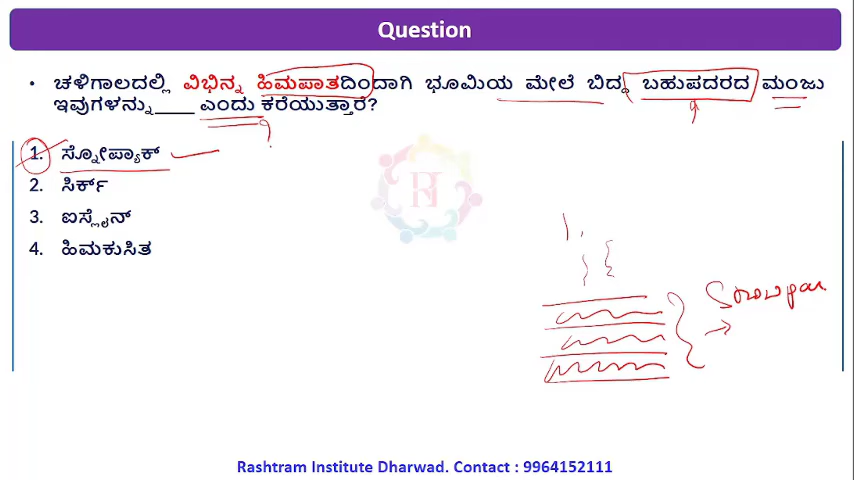 Question
• ಚಳಿಗಾಲದಲ್ಲಿ ವಿಭಿನ್ನ ಹಿಮಪಾತದಿಂದಾಗಿ ಭೂಮಿಯ ಮೇಲೆ ಬಿದ್ದ ಬಹುಪದರದ ಮಂಜು
ಇವುಗಳನ್ನು____ ಎಂದು ಕರೆಯುತ್ತಾರೆ?
1. ಸ್ನೋಪ್ಯಾಕ್
2. ಸಿರ್ಕ್
3. ಐಸ್ಲೈನ್
4. ಹಿಮಕುಸಿತ
Rashtram Institute Dharwad. Contact : 9964152111